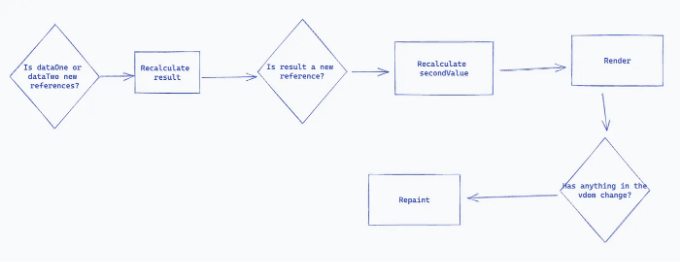 Is dataOne or
dataTwo new
references?
Recalculate
result
Is result a new
reference?
Recalculate
secondValue
Render
Has anything in the
vdom change?
Repaint